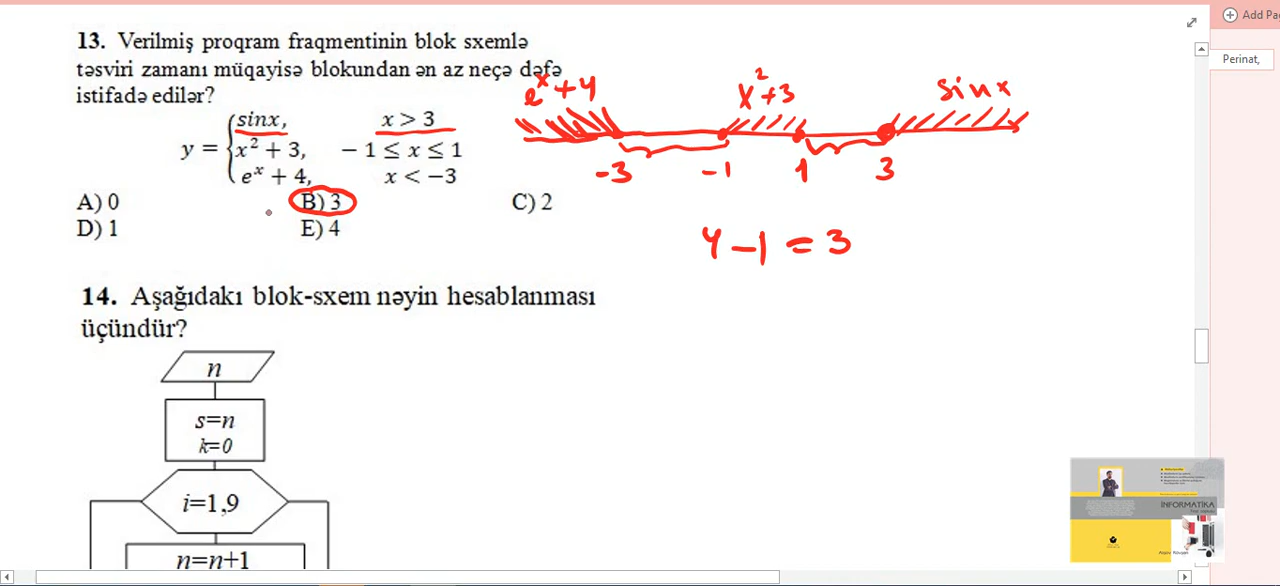 Add Pa
Perinat,
13. Verilmiş proqram fraqmentinin blok sxemlə
təsviri zamanı müqayisə blokundan ən az neçə dəfə
istifadə edilər?
y = { sinx, x > 3
x² + 3, − 1 ≤ x ≤ 1
eˣ + 4, x < −3
A) 0 B) 3 C) 2
D) 1 E) 4
eˣ+4 x²+3 sinx
-3 -1 1 3
4 − 1 = 3
14. Aşağıdakı blok-sxem nəyin hesablanması
üçündür?
n
s=n
k=0
i=1,9
n=n+1
İNFORMATİKA